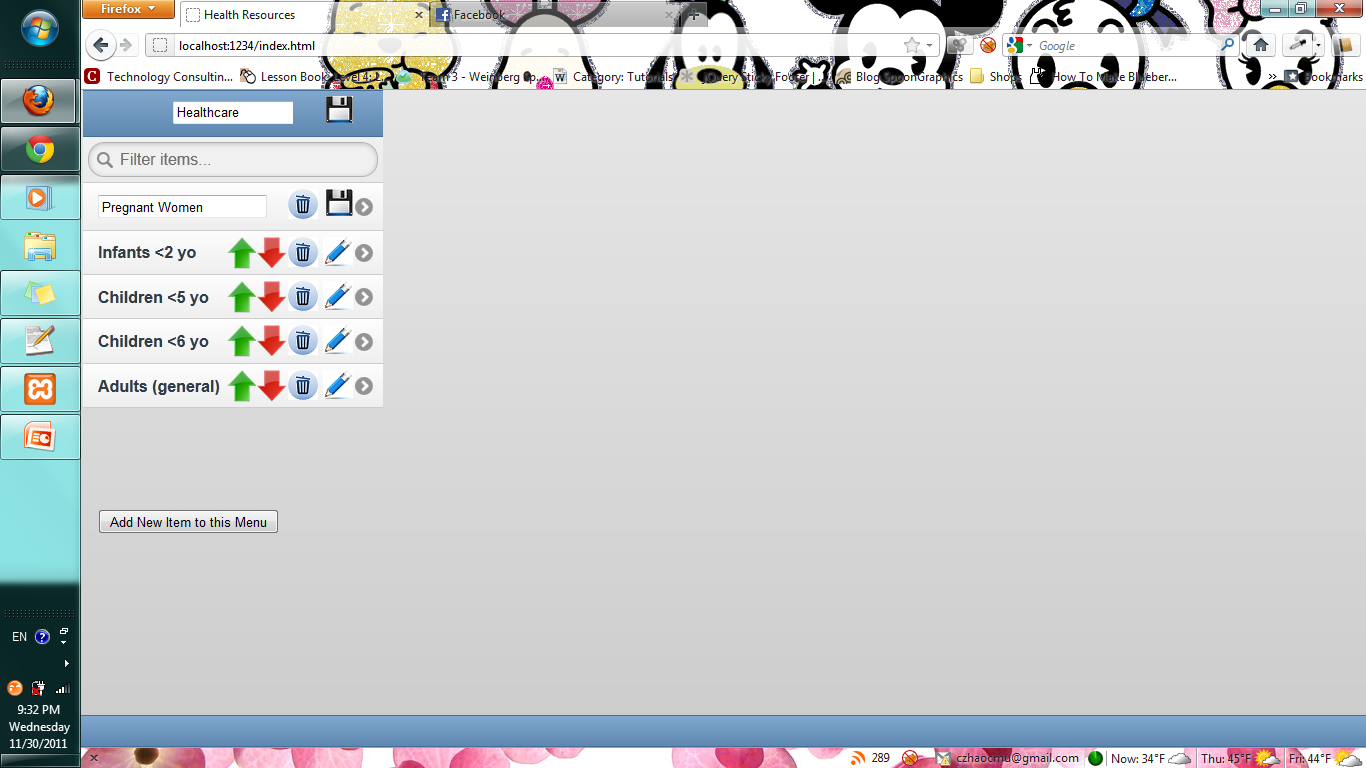 Firefox
Health Resources
Facebook
localhost:1234/index.html
Google
Technology Consultin...
Lesson Book
Category: Tutorials
Shops
How To Make Blueber...
»
Bookmarks
Healthcare
Filter items...
Pregnant Women
Infants <2 yo
Children <5 yo
Children <6 yo
Adults (general)
Add New Item to this Menu
EN
9:32 PM
Wednesday
11/30/2011
289
czhaocmu@gmail.com
Now: 34°F
Thu: 45°F
Fri: 44°F